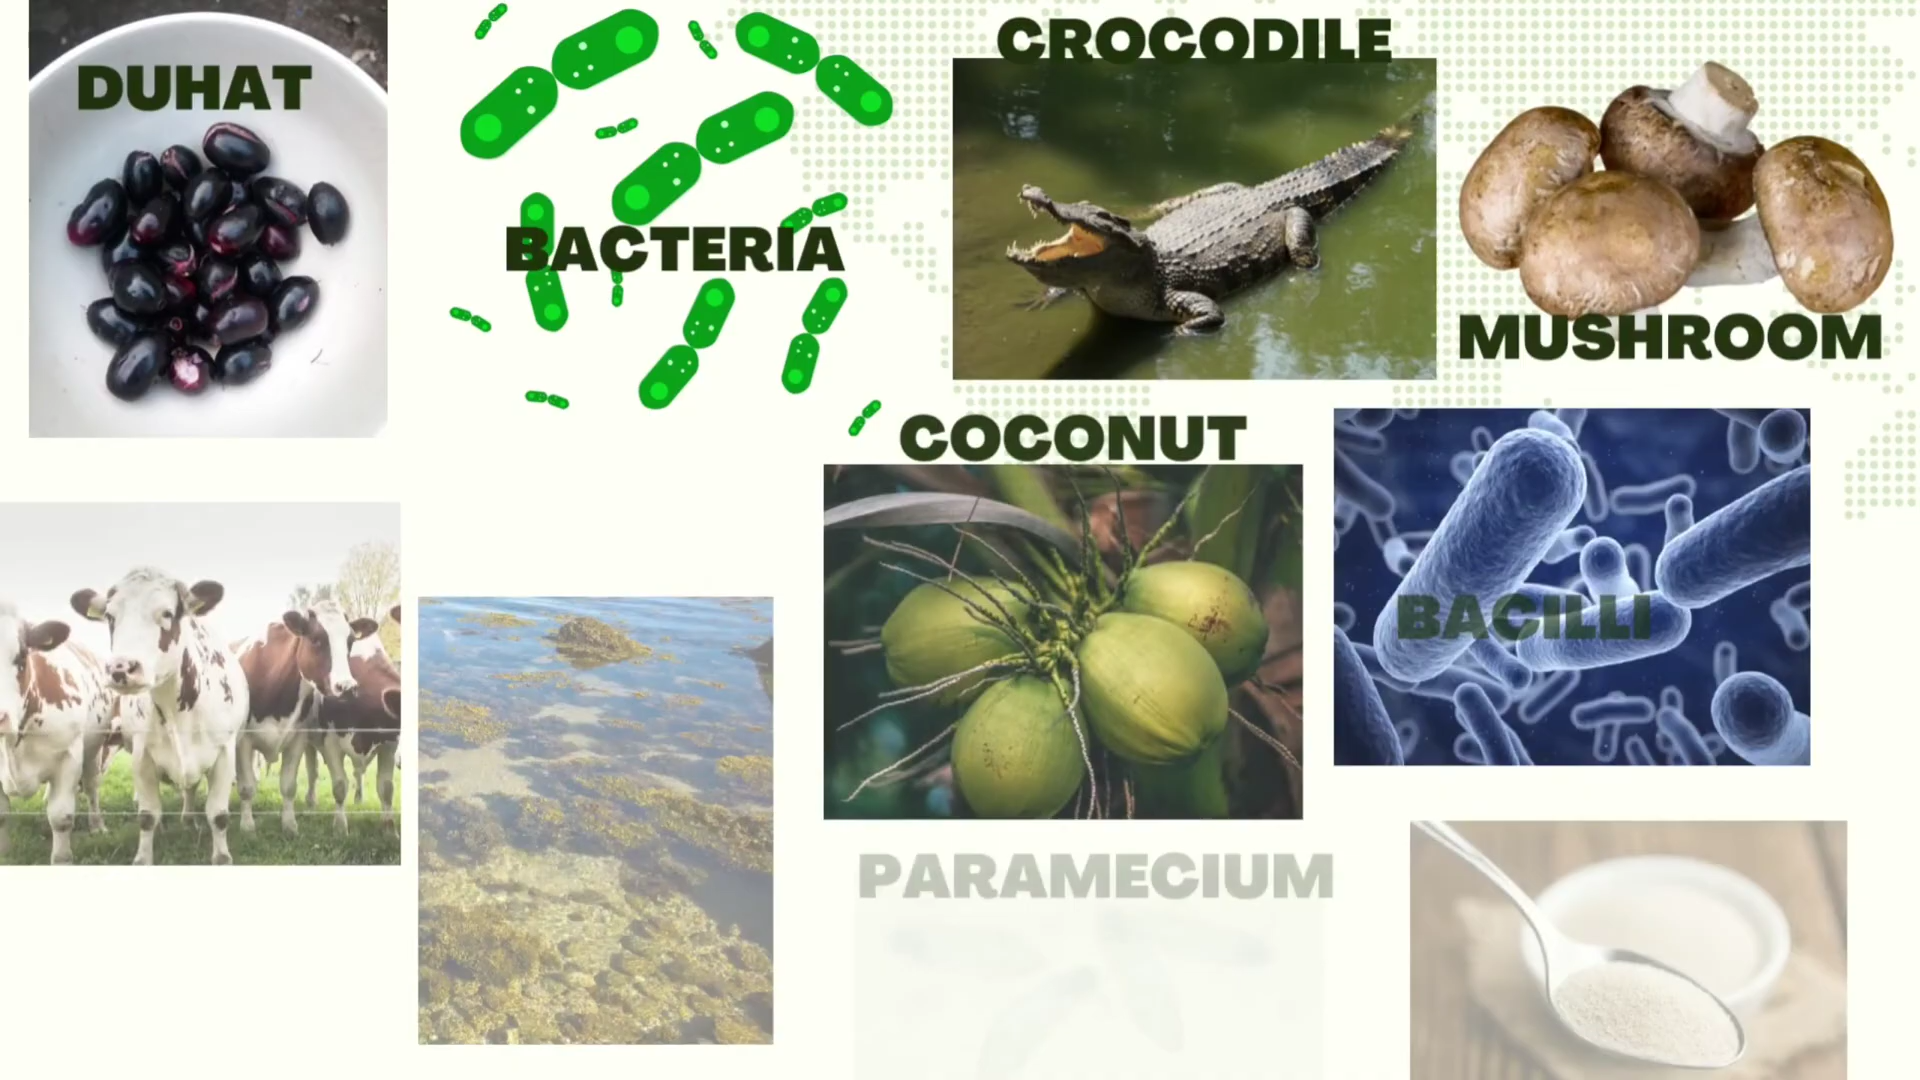 DUHAT
BACTERIA
CROCODILE
MUSHROOM
COCONUT
BACILLI
PARAMECIUM